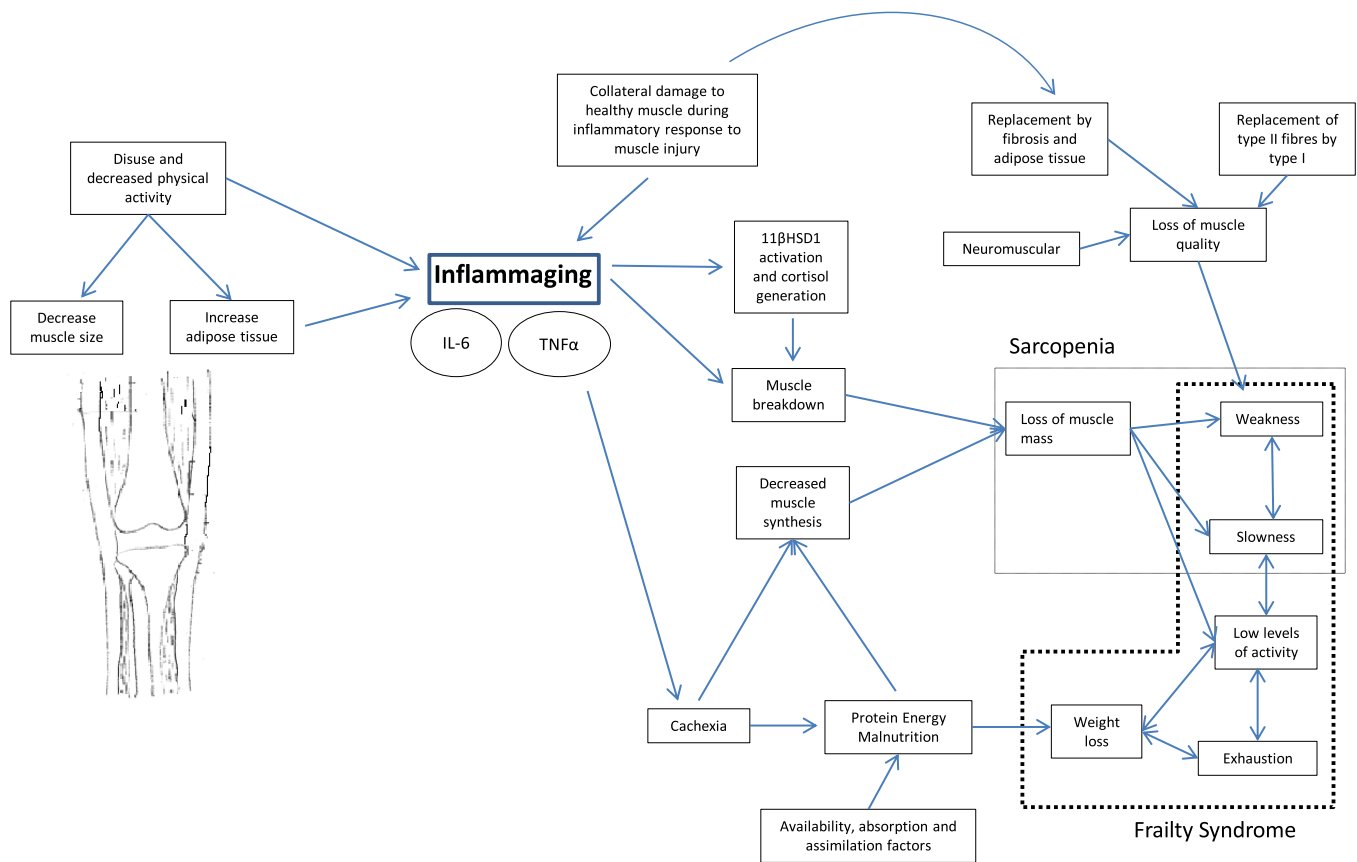 Collateral damage to
healthy muscle during
inflammatory response to
muscle injury
Replacement by
fibrosis and
adipose tissue
Replacement of
type II fibres by
type I
Disuse and
decreased physical
activity
Loss of muscle
quality
Neuromuscular
11βHSD1
activation
and cortisol
generation
Inflammaging
IL-6
TNFα
Decrease
muscle size
Increase
adipose tissue
Sarcopenia
Muscle
breakdown
Loss of muscle
mass
Weakness
Decreased
muscle
synthesis
Slowness
Low levels
of activity
Cachexia
Protein Energy
Malnutrition
Weight
loss
Exhaustion
Availability, absorption and
assimilation factors
Frailty Syndrome